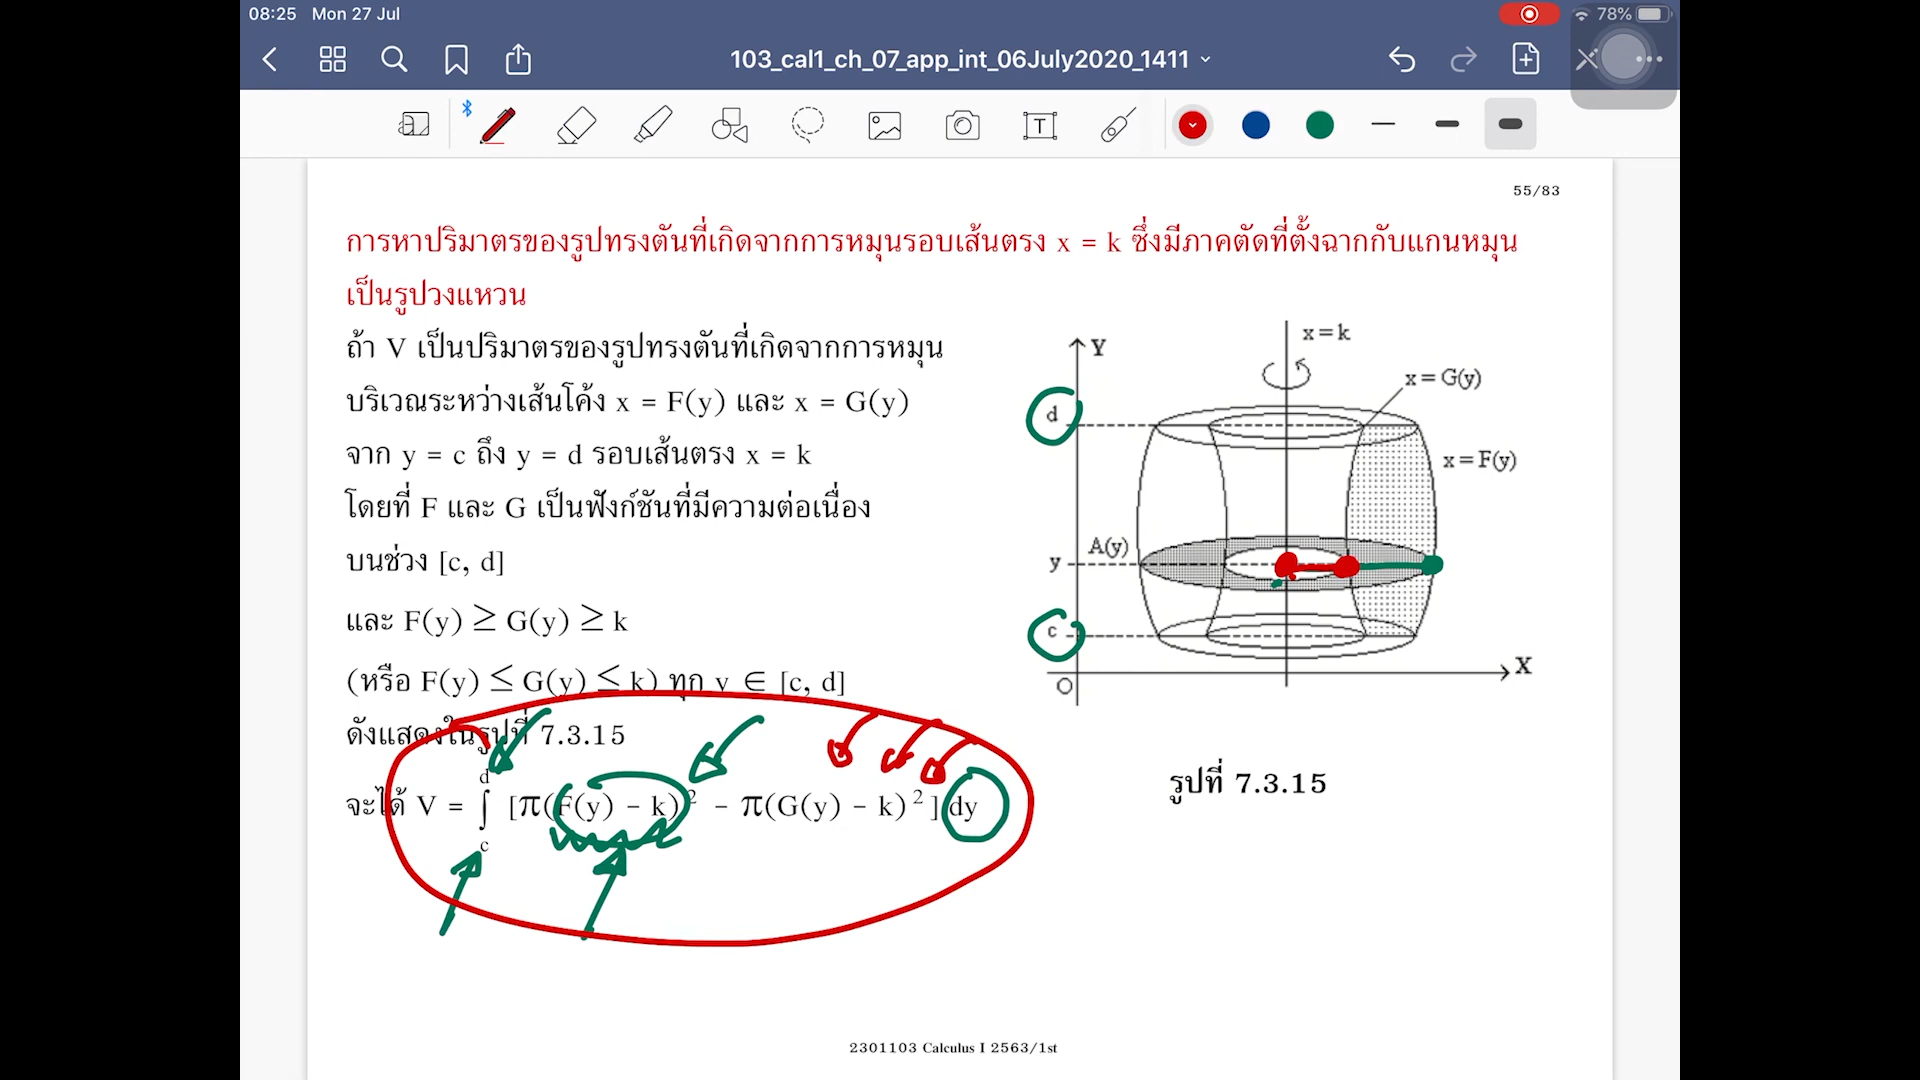 08:25 Mon 27 Jul
78%
103_cal1_ch_07_app_int_06July2020_1411
55/83
การหาปริมาตรของรูปทรงตันที่เกิดจากการหมุนรอบเส้นตรง x = k ซึ่งมีภาคตัดที่ตั้งฉากกับแกนหมุน
เป็นรูปวงแหวน
ถ้า V เป็นปริมาตรของรูปทรงตันที่เกิดจากการหมุน
บริเวณระหว่างเส้นโค้ง x = F(y) และ x = G(y)
จาก y = c ถึง y = d รอบเส้นตรง x = k
โดยที่ F และ G เป็นฟังก์ชันที่มีความต่อเนื่อง
บนช่วง [c, d]
และ F(y) ≥ G(y) ≥ k
(หรือ F(y) ≤ G(y) ≤ k) ทุก y ∈ [c, d]
ดังแสดงในรูปที่ 7.3.15
d
จะได้ V = ∫ [π(F(y) − k)² − π(G(y) − k)²] dy
c
x=k
Y
x=G(y)
d
x=F(y)
A(y)
y
c
O
X
รูปที่ 7.3.15
2301103 Calculus I 2563/1st